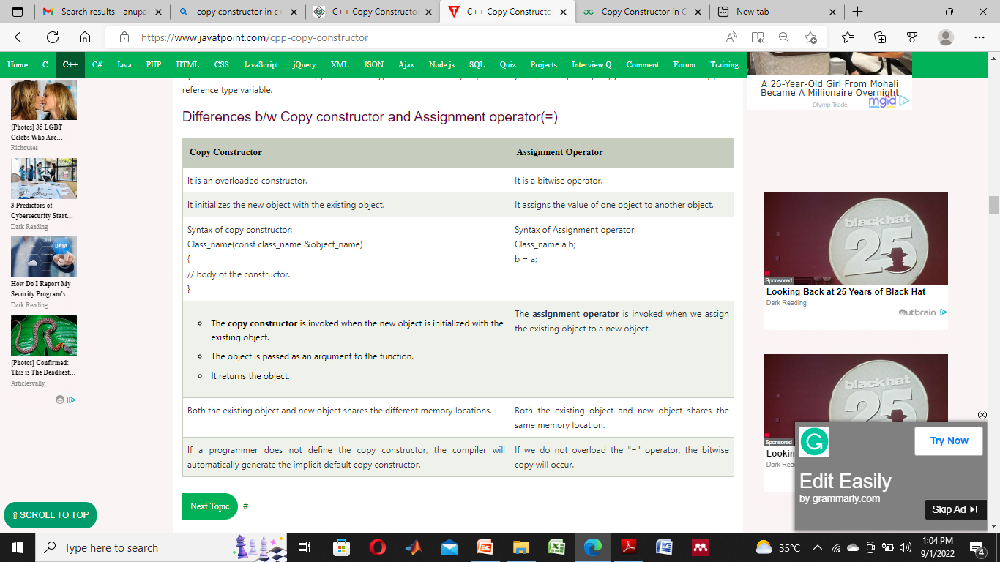 Search results - anupa
copy constructor in c+
C++ Copy Constructo
C++ Copy Constructo
Copy Constructor in C
New tab
https://www.javatpoint.com/cpp-copy-constructor
Home C C++ C# Java PHP HTML CSS JavaScript jQuery XML JSON Ajax Node.js SQL Quiz Projects Interview Q Comment Forum Training
reference type variable.
Differences b/w Copy constructor and Assignment operator(=)
Copy Constructor Assignment Operator
It is an overloaded constructor. It is a bitwise operator.
It initializes the new object with the existing object. It assigns the value of one object to another object.
Syntax of copy constructor:
Class_name(const class_name &object_name)
{
// body of the constructor.
}
Syntax of Assignment operator:
Class_name a,b;
b = a;
The copy constructor is invoked when the new object is initialized with the
existing object.
The object is passed as an argument to the function.
It returns the object.
The assignment operator is invoked when we assign
the existing object to a new object.
Both the existing object and new object shares the different memory locations.
Both the existing object and new object shares the
same memory location.
If a programmer does not define the copy constructor, the compiler will
automatically generate the implicit default copy constructor.
If we do not overload the "=" operator, the bitwise
copy will occur.
Next Topic #
[Photos] 35 LGBT
Celebs Who Are...
Richouses
3 Predictors of
Cybersecurity Start...
Dark Reading
DATA
How Do I Report My
Security Program's...
Dark Reading
[Photos] Confirmed:
This is The Deadliest...
Articlesvally
⇧ SCROLL TO TOP
A 26-Year-Old Girl From Mohali
Became A Millionaire Overnight
Olymp Trade
mgid
blackhat
25
Sponsored
Looking Back at 25 Years of Black Hat
Dark Reading
Outbrain
blackhat
25
Sponsored
Lookin
Dark Rea
Try Now
Edit Easily
by grammarly.com
Skip Ad
Type here to search
35°C
1:04 PM
9/1/2022
4